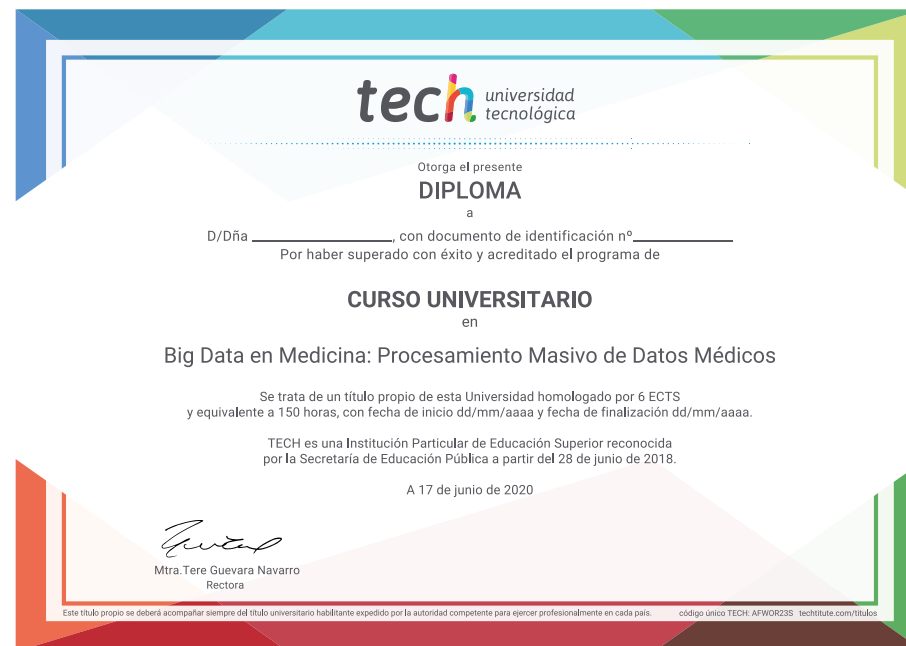 tech universidad
tecnológica
Otorga el presente
DIPLOMA
a
D/Dña ____________, con documento de identificación nº____________
Por haber superado con éxito y acreditado el programa de
CURSO UNIVERSITARIO
en
Big Data en Medicina: Procesamiento Masivo de Datos Médicos
Se trata de un título propio de esta Universidad homologado por 6 ECTS
y equivalente a 150 horas, con fecha de inicio dd/mm/aaaa y fecha de finalización dd/mm/aaaa.
TECH es una Institución Particular de Educación Superior reconocida
por la Secretaría de Educación Pública a partir del 28 de junio de 2018.
A 17 de junio de 2020
Mtra.Tere Guevara Navarro
Rectora
Este título propio se deberá acompañar siempre del título universitario habilitante expedido por la autoridad competente para ejercer profesionalmente en cada país. código único TECH: AFWOR23S techtitute.com/titulos